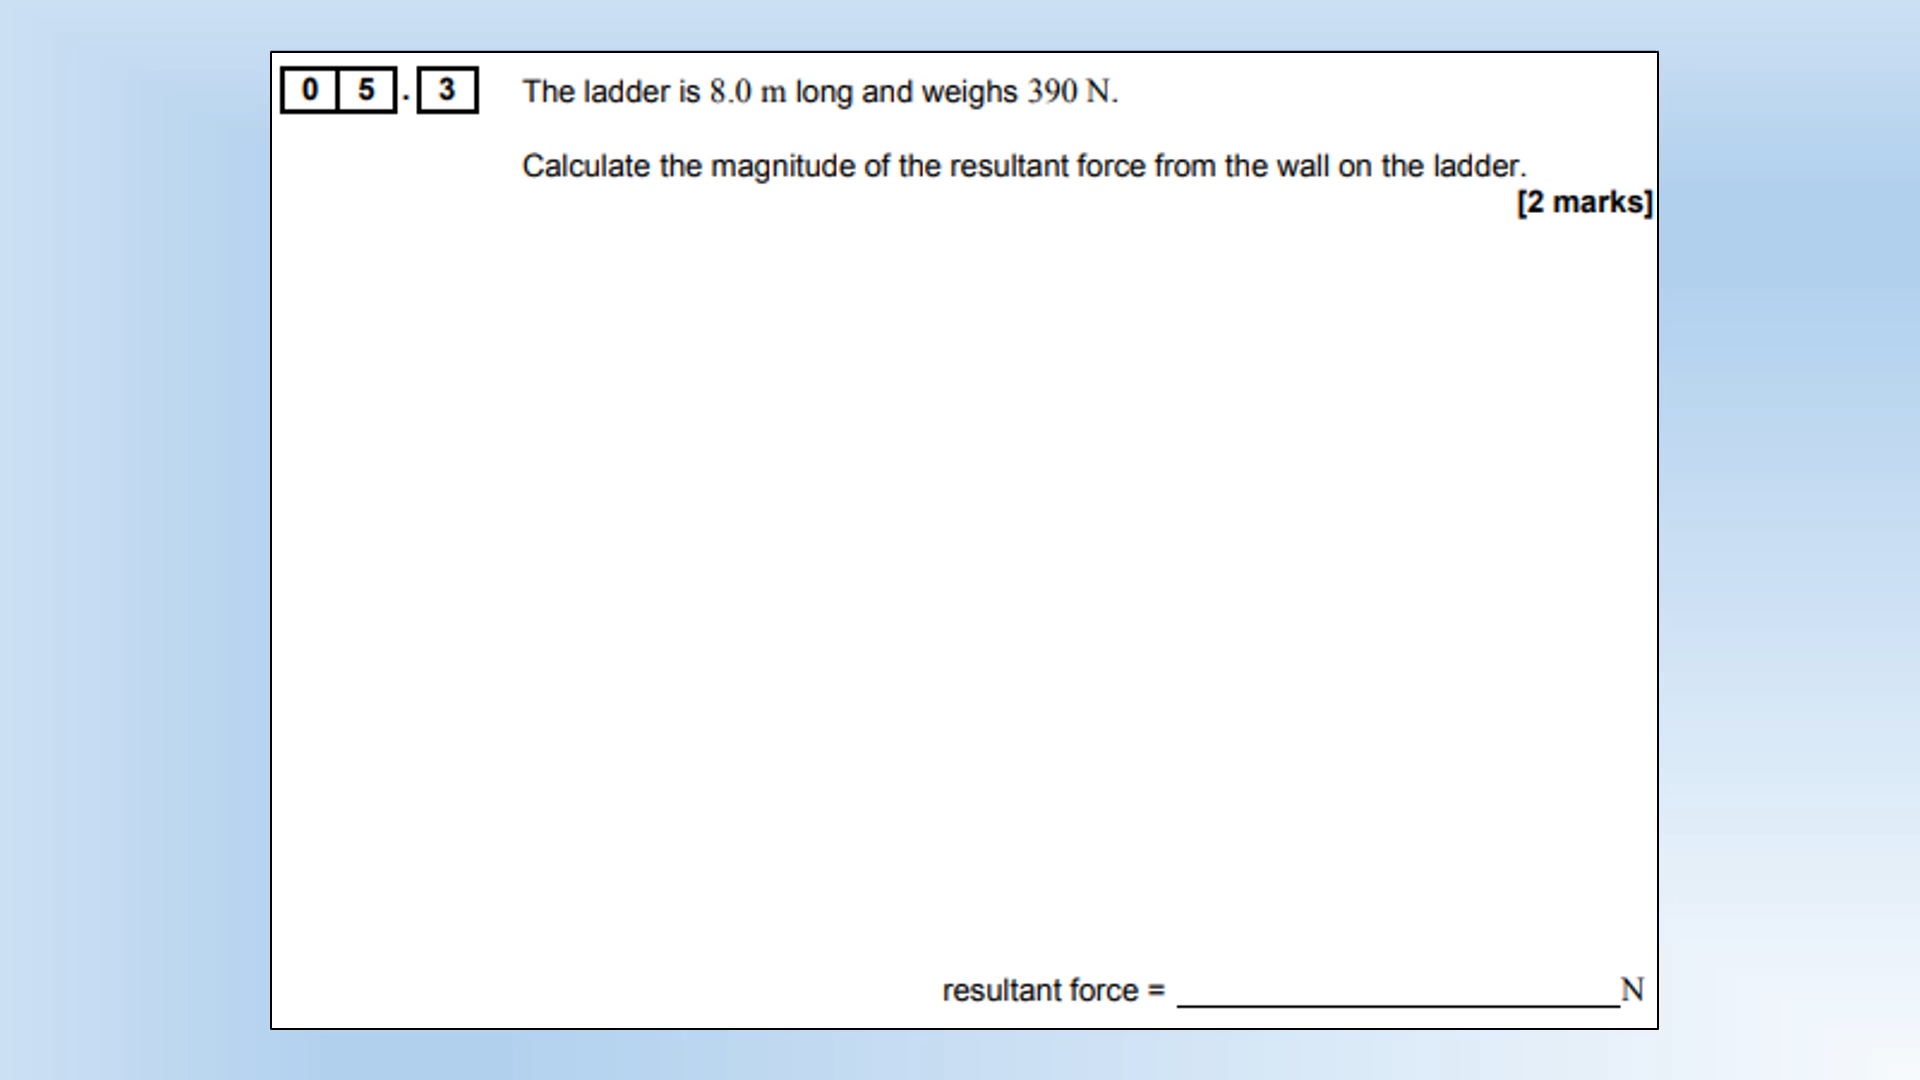 0 5 . 3 The ladder is 8.0 m long and weighs 390 N.
Calculate the magnitude of the resultant force from the wall on the ladder.
[2 marks]
resultant force = ____________________ N